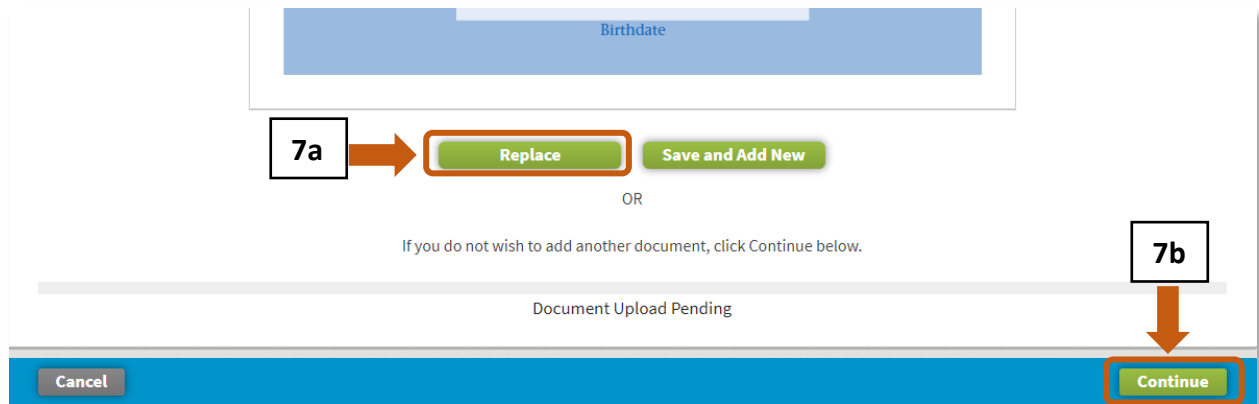 Birthdate
7a
Replace
Save and Add New
OR
If you do not wish to add another document, click Continue below.
7b
Document Upload Pending
Cancel
Continue